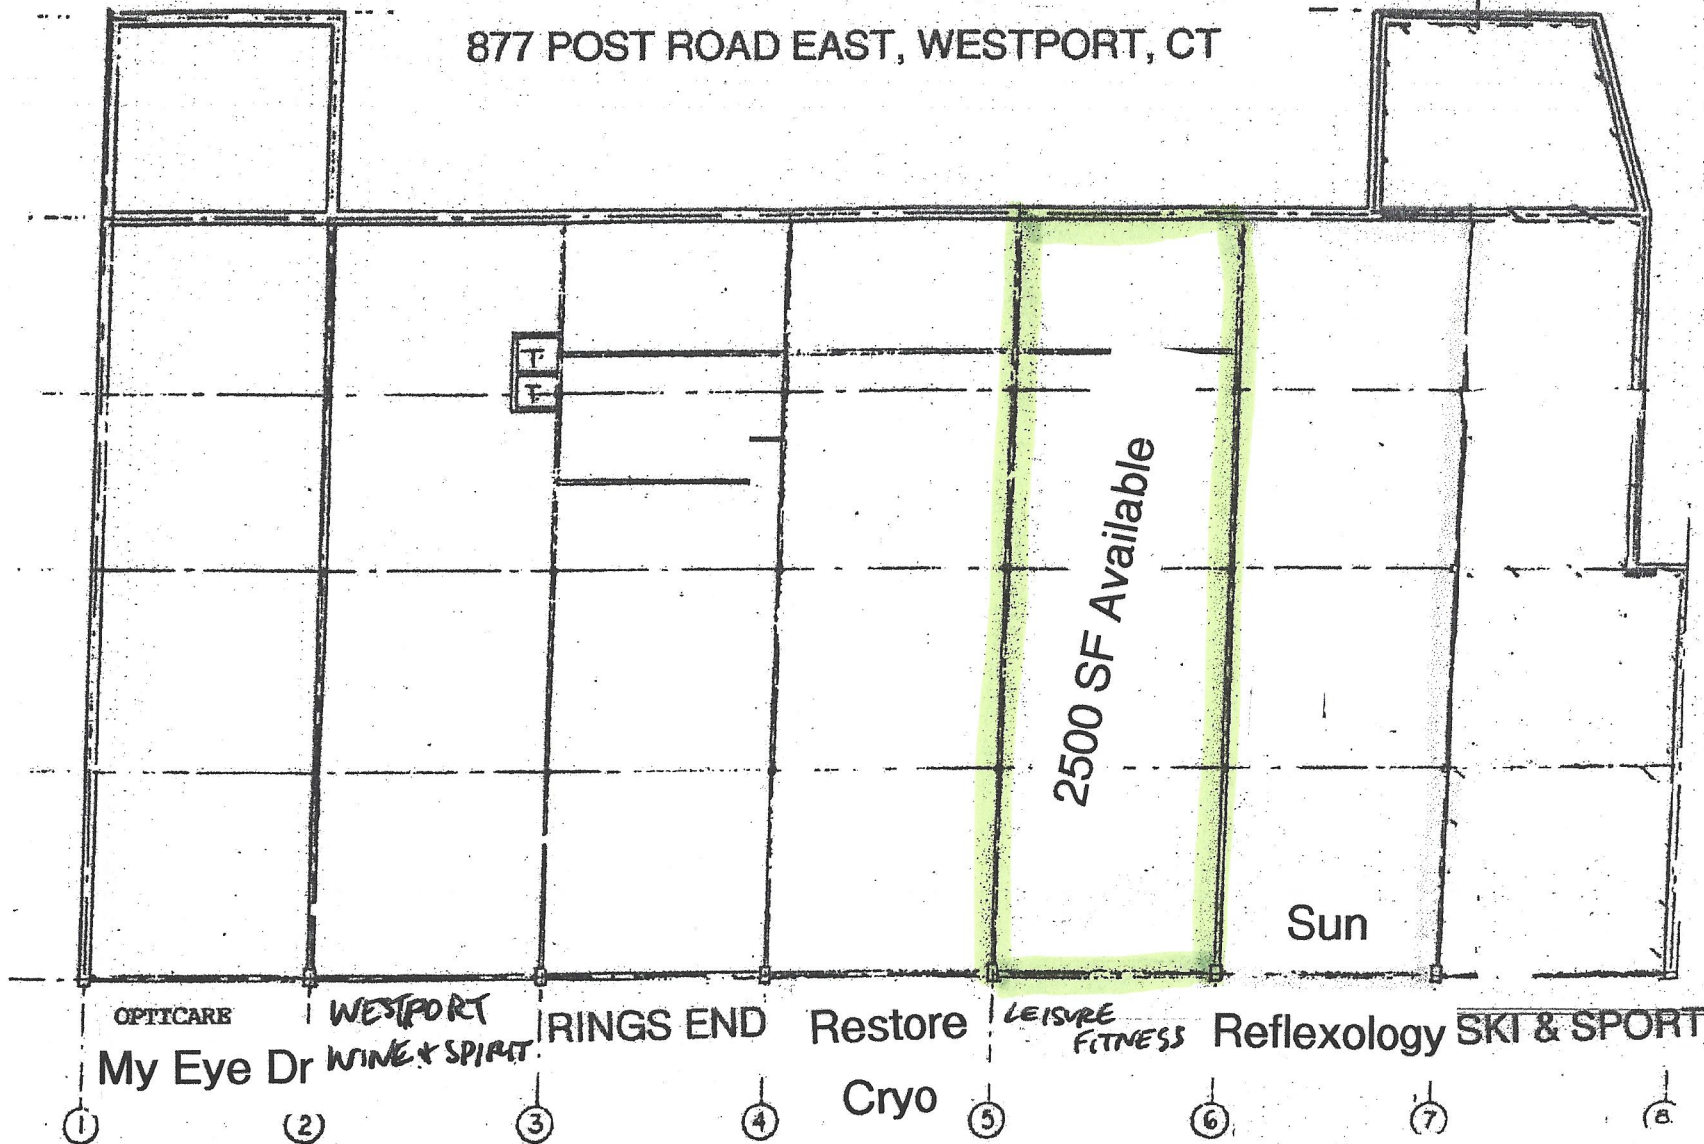 877 POST ROAD EAST, WESTPORT, CT
T
T
2500 SF Available
Sun
OPTICARE
My Eye Dr
WESTPORT
WINE & SPIRIT
RINGS END
Restore
Cryo
LEISURE
FITNESS
Reflexology
SKI & SPORT
1
2
3
4
5
6
7
8